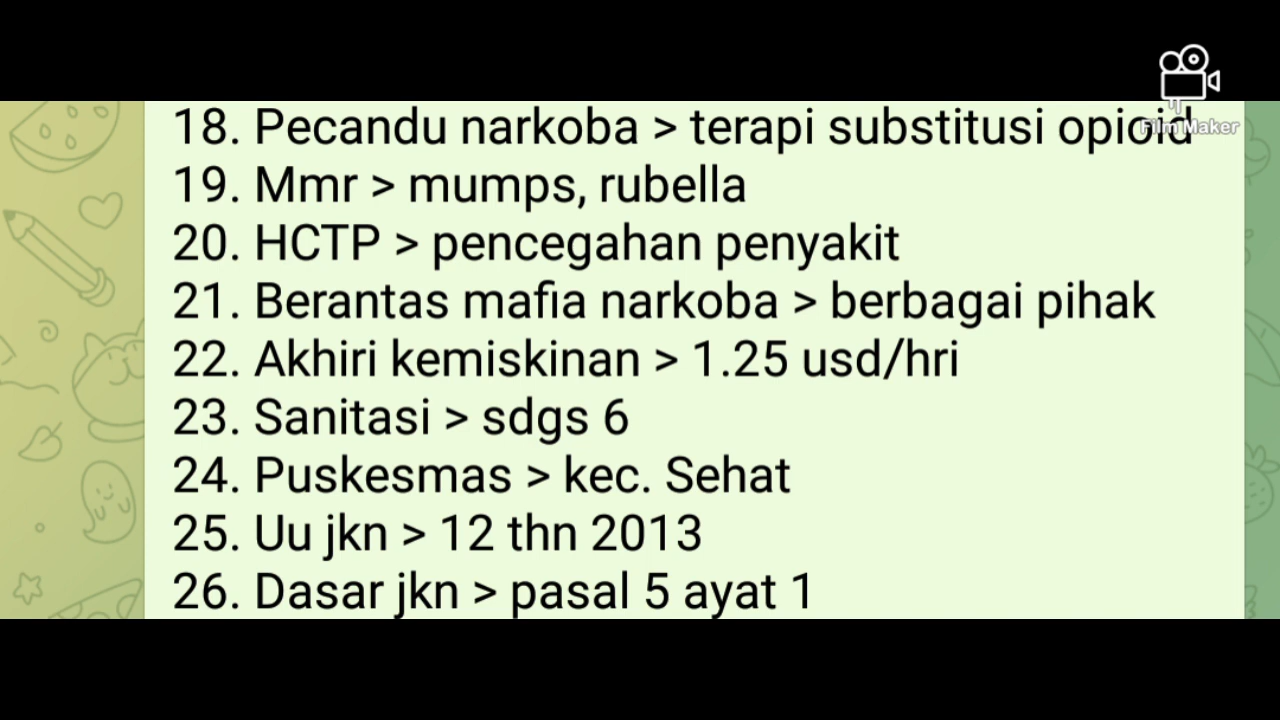 18. Pecandu narkoba > terapi substitusi opioid
Film Maker
19. Mmr > mumps, rubella
20. HCTP > pencegahan penyakit
21. Berantas mafia narkoba > berbagai pihak
22. Akhiri kemiskinan > 1.25 usd/hri
23. Sanitasi > sdgs 6
24. Puskesmas > kec. Sehat
25. Uu jkn > 12 thn 2013
26. Dasar jkn > pasal 5 ayat 1